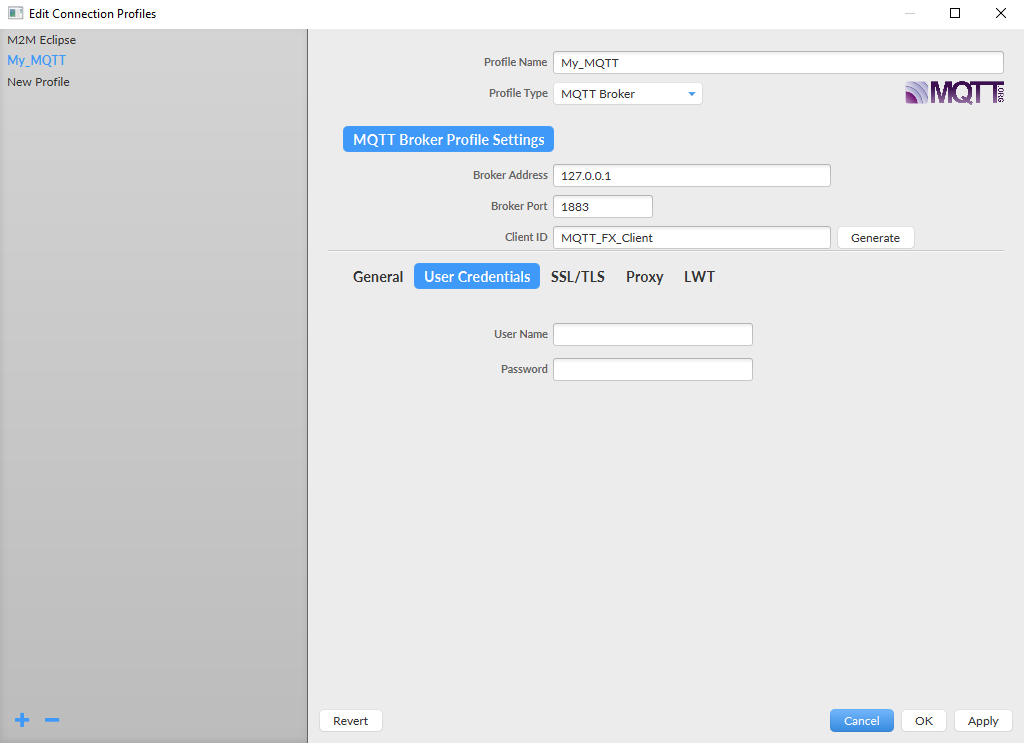 Edit Connection Profiles
M2M Eclipse
My_MQTT
New Profile
Profile Name My_MQTT
Profile Type MQTT Broker
MQTT.ORG
MQTT Broker Profile Settings
Broker Address 127.0.0.1
Broker Port 1883
Client ID MQTT_FX_Client Generate
General User Credentials SSL/TLS Proxy LWT
User Name
Password
Revert Cancel OK Apply